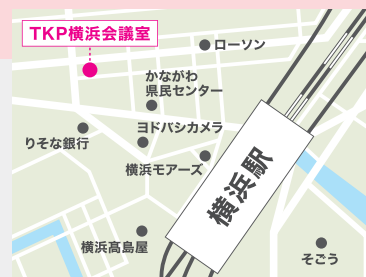 TKP横浜会議室
ローソン
かながわ
県民センター
ヨドバシカメラ
りそな銀行
横浜モアーズ
横浜駅
横浜髙島屋
そごう